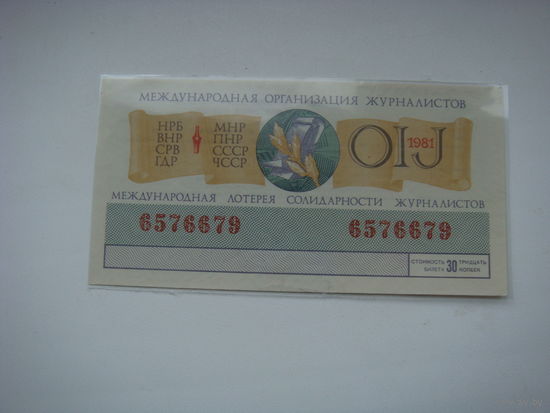 МЕЖДУНАРОДНАЯ ОРГАНИЗАЦИЯ ЖУРНАЛИСТОВ
НРБ
ВНР
СРВ
ГДР
МНР
ПНР
СССР
ЧССР
OIJ
1981
МЕЖДУНАРОДНАЯ ЛОТЕРЕЯ СОЛИДАРНОСТИ ЖУРНАЛИСТОВ
6576679 6576679
СТОИМОСТЬ БИЛЕТА 30 ТРИДЦАТЬ КОПЕЕК